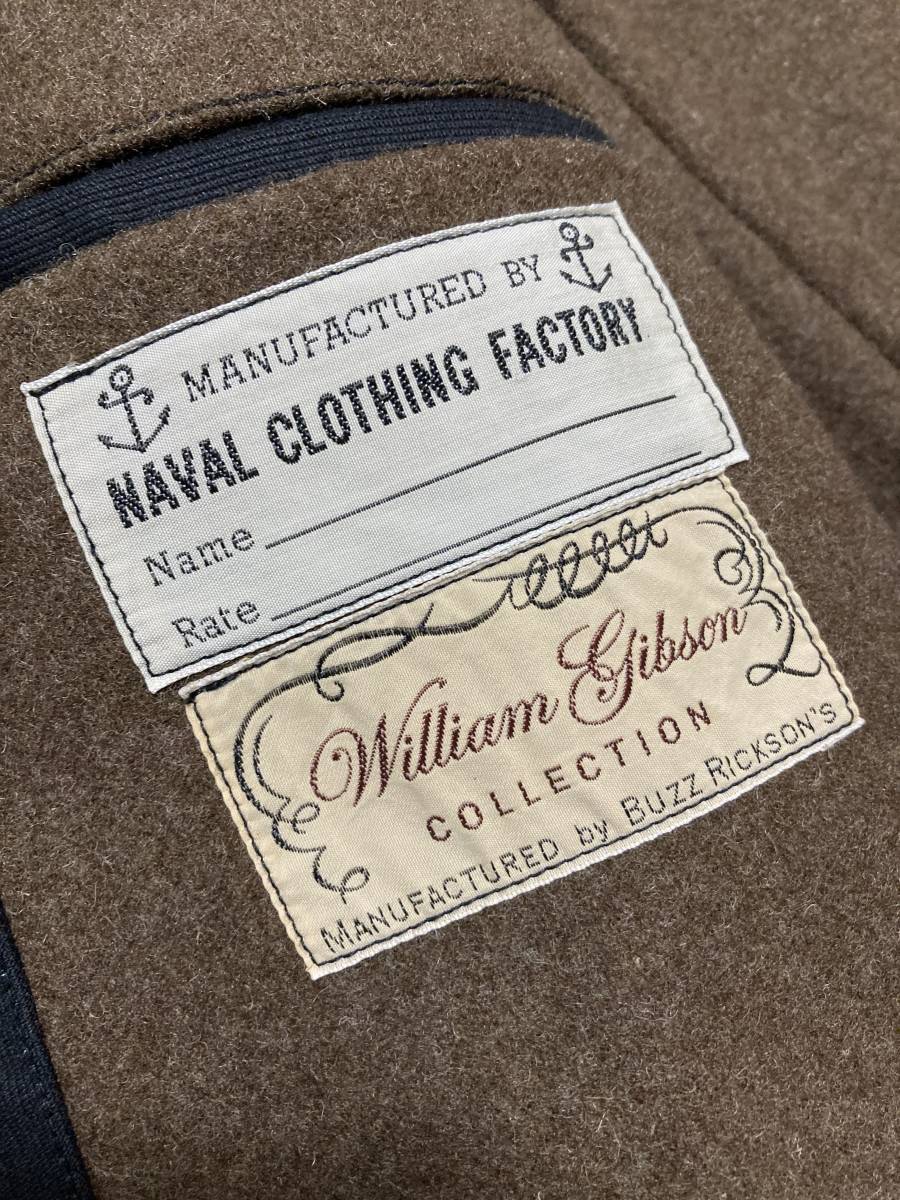 MANUFACTURED BY
NAVAL CLOTHING FACTORY
Name
Rate
William Gibson
COLLECTION
MANUFACTURED by BUZZ RICKSON'S